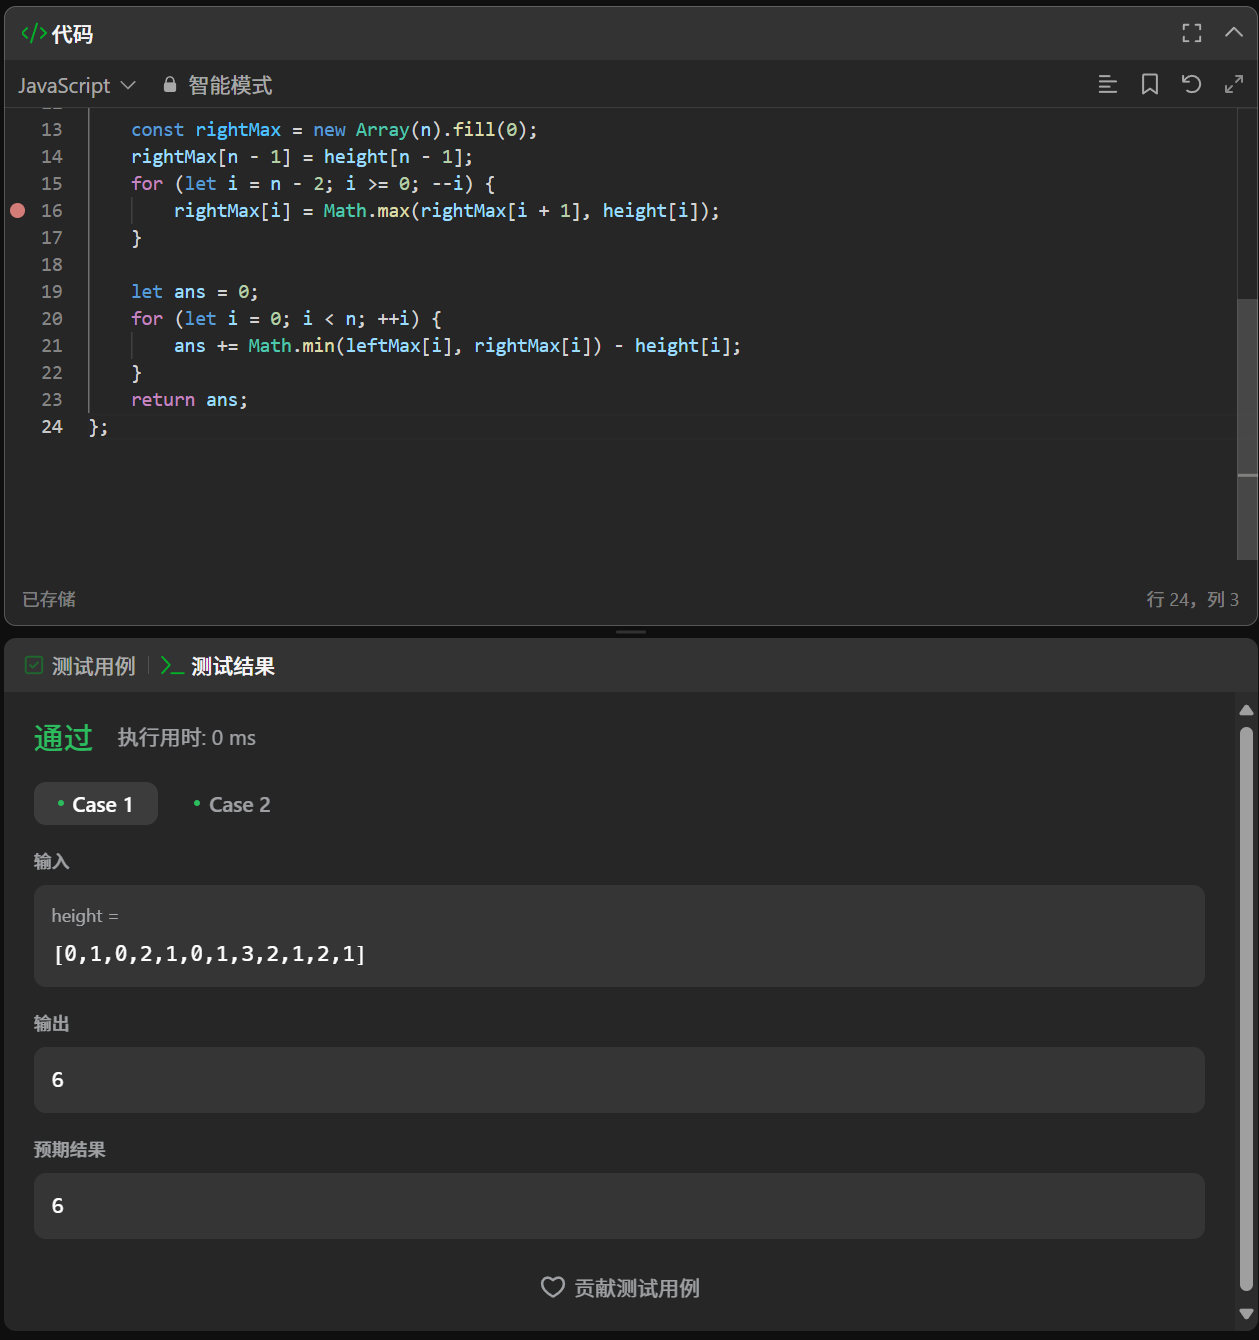 </> 代码
JavaScript 智能模式
13 const rightMax = new Array(n).fill(0);
14 rightMax[n - 1] = height[n - 1];
15 for (let i = n - 2; i >= 0; --i) {
16 rightMax[i] = Math.max(rightMax[i + 1], height[i]);
17 }
18
19 let ans = 0;
20 for (let i = 0; i < n; ++i) {
21 ans += Math.min(leftMax[i], rightMax[i]) - height[i];
22 }
23 return ans;
24 };
已存储 行 24，列 3
测试用例 >_ 测试结果
通过 执行用时: 0 ms
Case 1 Case 2
输入
height =
[0,1,0,2,1,0,1,3,2,1,2,1]
输出
6
预期结果
6
贡献测试用例